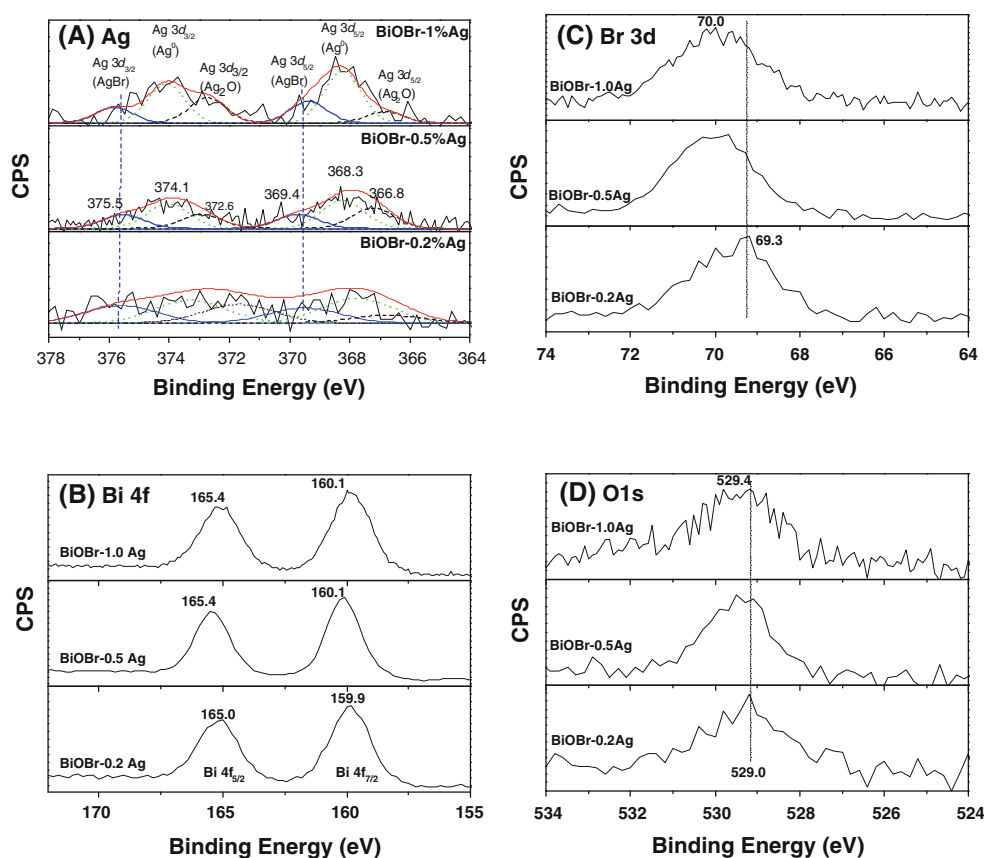 (A) Ag
BiOBr-1%Ag
Ag 3d3/2
(AgBr)
Ag 3d3/2
(Ag0)
Ag 3d3/2
(Ag2O)
Ag 3d5/2
(AgBr)
Ag 3d5/2
(Ag0)
Ag 3d5/2
(Ag2O)
BiOBr-0.5%Ag
375.5
374.1
372.6
369.4
368.3
366.8
BiOBr-0.2%Ag
CPS
378 376 374 372 370 368 366 364
Binding Energy (eV)
(C) Br 3d
70.0
BiOBr-1.0Ag
BiOBr-0.5Ag
69.3
BiOBr-0.2Ag
CPS
74 72 70 68 66 64
Binding Energy (eV)
(B) Bi 4f
165.4
160.1
BiOBr-1.0 Ag
165.4
160.1
BiOBr-0.5 Ag
165.0
159.9
BiOBr-0.2 Ag
Bi 4f5/2
Bi 4f7/2
CPS
170 165 160 155
Binding Energy (eV)
(D) O1s
529.4
BiOBr-1.0Ag
BiOBr-0.5Ag
BiOBr-0.2Ag
529.0
CPS
534 532 530 528 526 524
Binding Energy (eV)